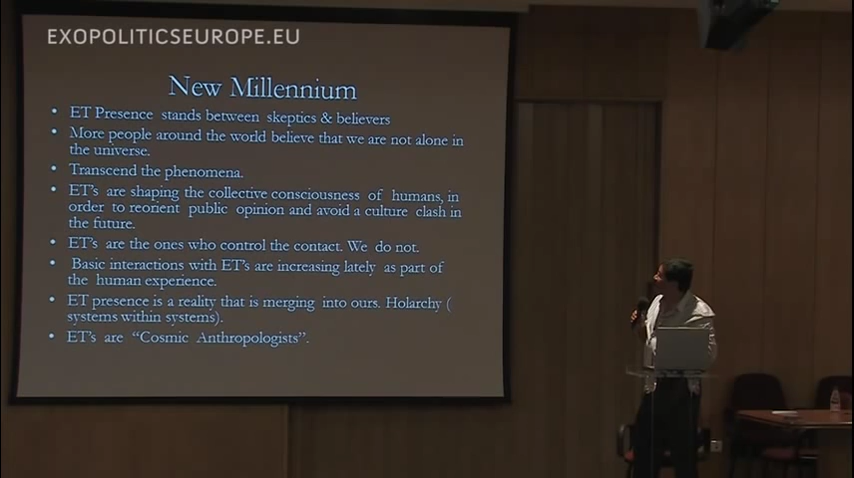 EXOPOLITICSEUROPE.EU
New Millennium
• ET Presence stands between skeptics & believers
• More people around the world believe that we are not alone in
the universe.
• Transcend the phenomena.
• ET's are shaping the collective consciousness of humans, in
order to reorient public opinion and avoid a culture clash in
the future.
• ET's are the ones who control the contact. We do not.
• Basic interactions with ET's are increasing lately as part of
the human experience.
• ET presence is a reality that is merging into ours. Holarchy (
systems within systems).
• ET's are “Cosmic Anthropologists”.